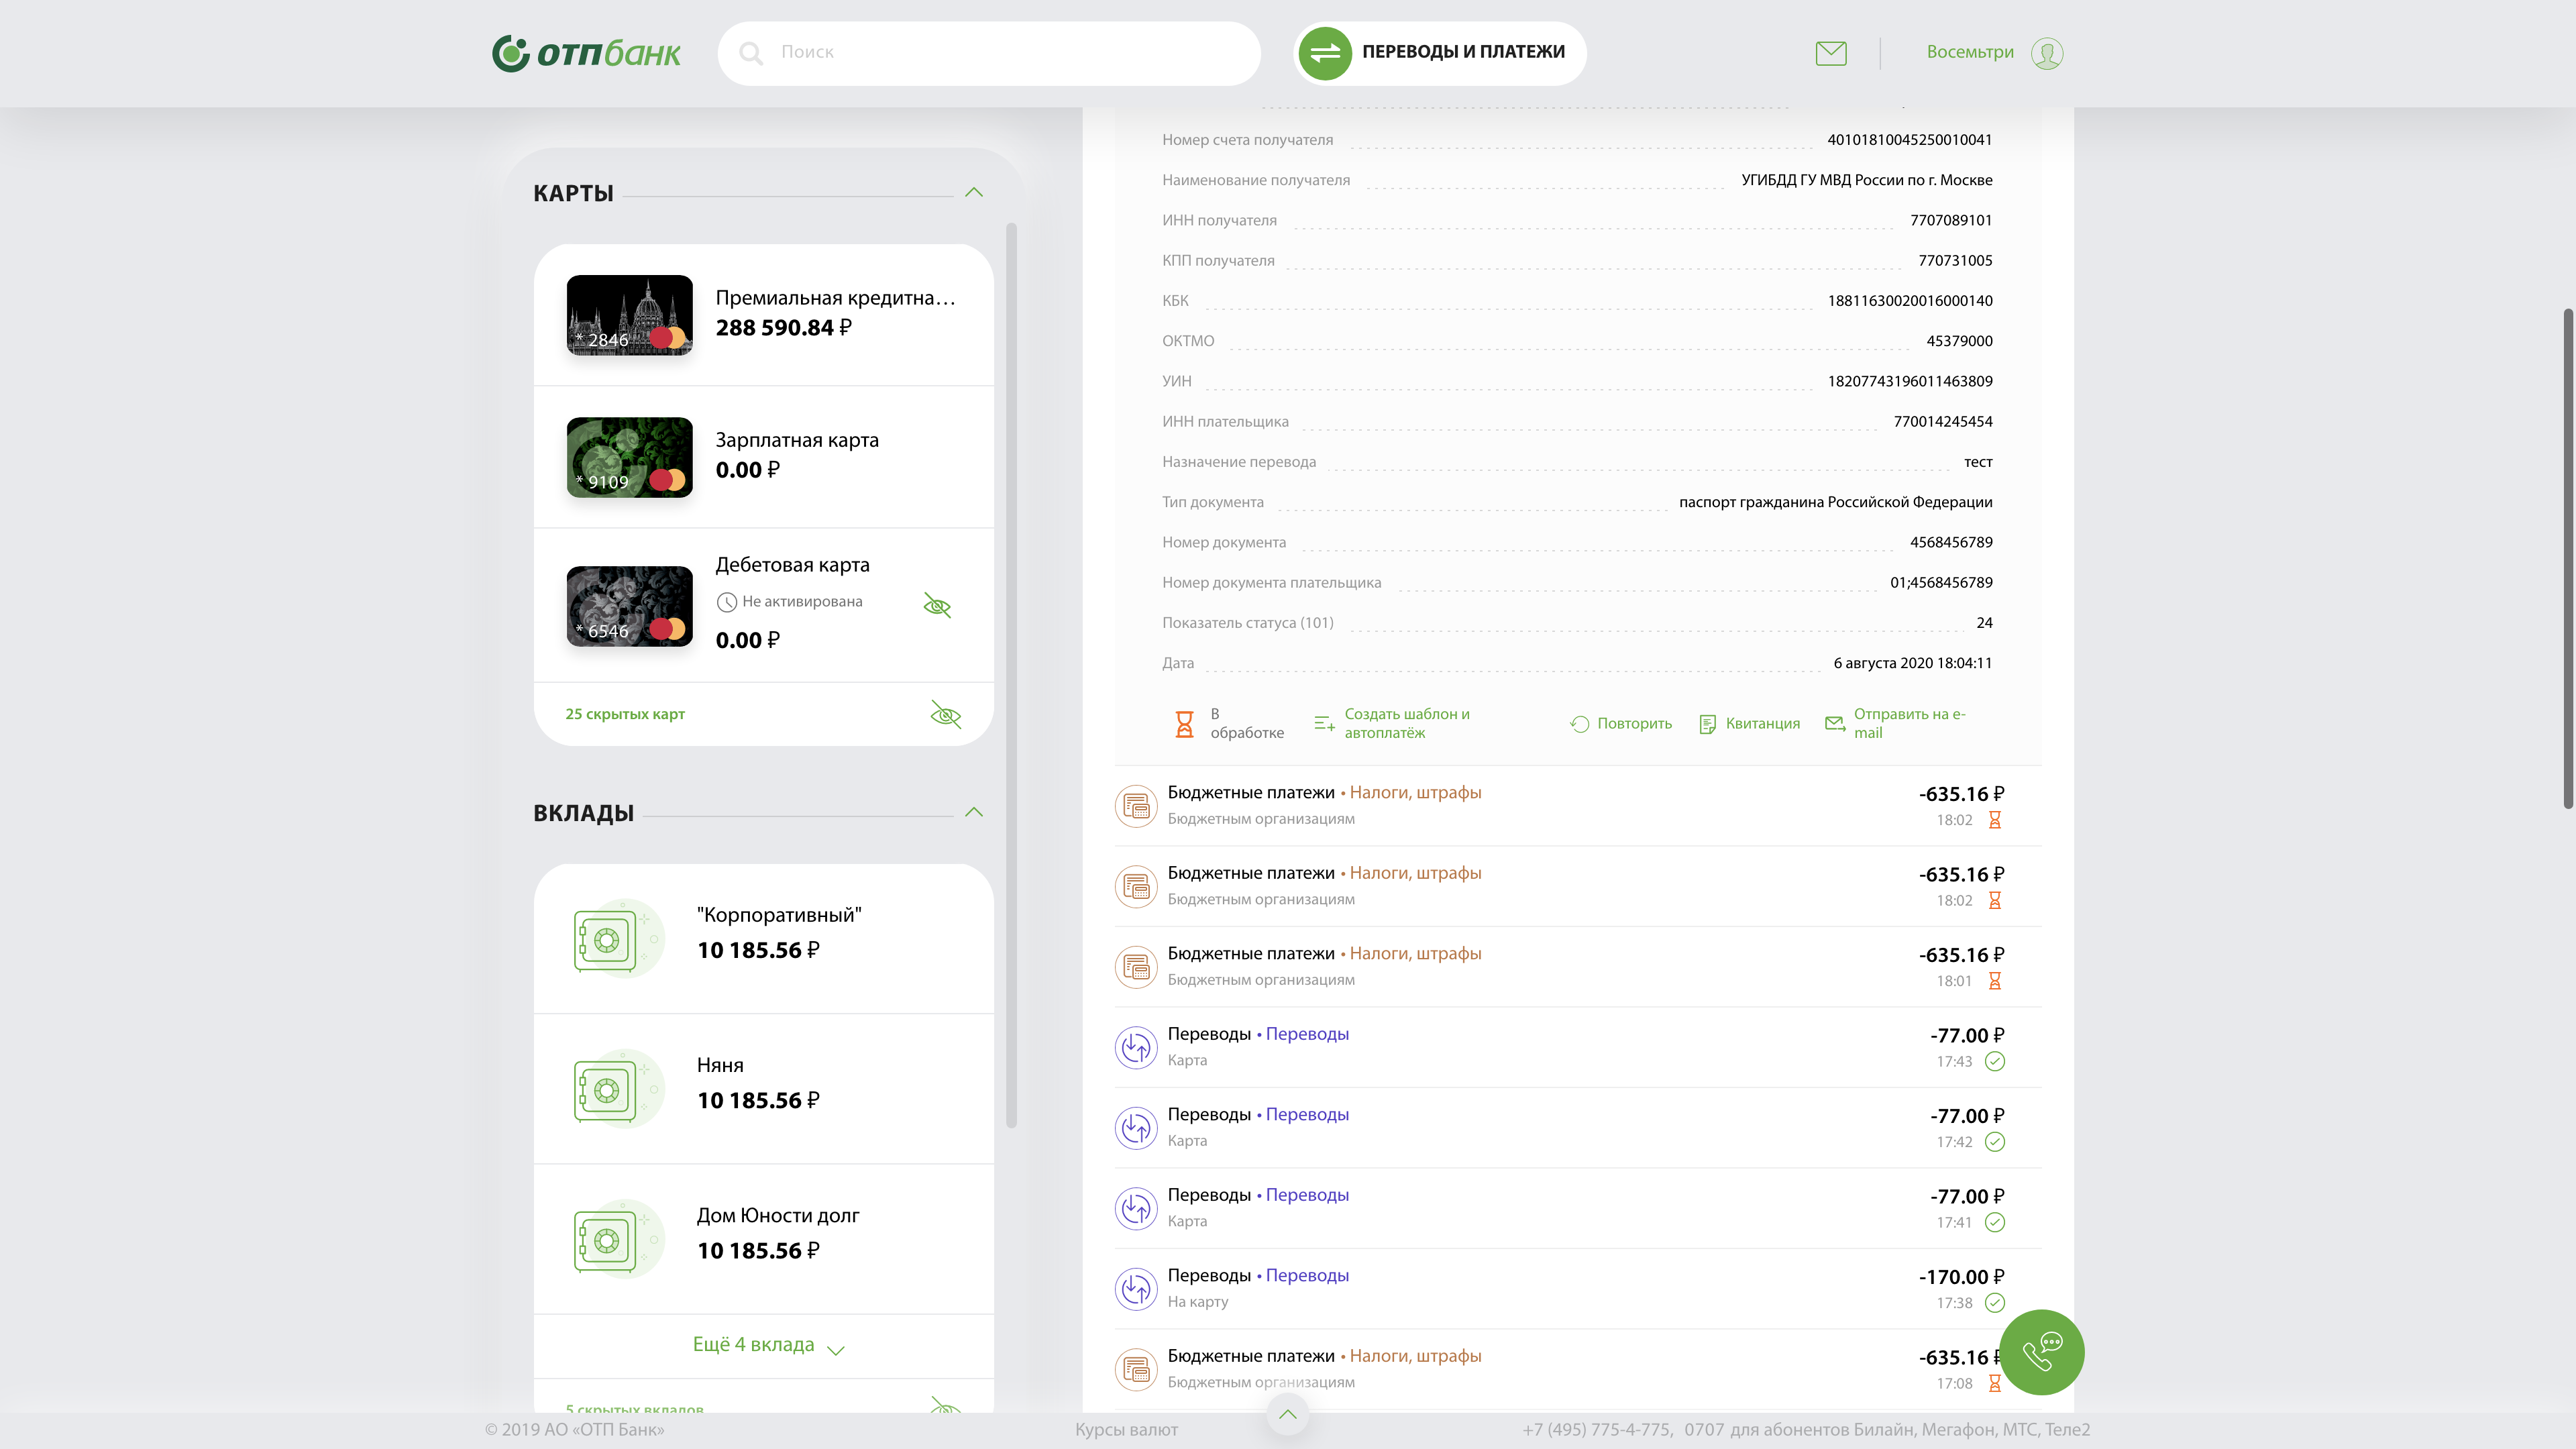 отпбанк
Поиск
ПЕРЕВОДЫ И ПЛАТЕЖИ
Восемьтри
КАРТЫ
* 2846
Премиальная кредитна…
288 590.84 ₽
* 9109
Зарплатная карта
0.00 ₽
* 6546
Дебетовая карта
Не активирована
0.00 ₽
25 скрытых карт
ВКЛАДЫ
"Корпоративный"
10 185.56 ₽
Няня
10 185.56 ₽
Дом Юности долг
10 185.56 ₽
Ещё 4 вклада
5 скрытых вкладов
Номер счета получателя 40101810045250010041
Наименование получателя УГИБДД ГУ МВД России по г. Москве
ИНН получателя 7707089101
КПП получателя 770731005
КБК 18811630020016000140
ОКТМО 45379000
УИН 18207743196011463809
ИНН плательщика 770014245454
Назначение перевода тест
Тип документа паспорт гражданина Российской Федерации
Номер документа 4568456789
Номер документа плательщика 01;4568456789
Показатель статуса (101) 24
Дата 6 августа 2020 18:04:11
В
обработке
Создать шаблон и
автоплатёж
Повторить
Квитанция
Отправить на e-
mail
Бюджетные платежи • Налоги, штрафы -635.16 ₽
Бюджетным организациям 18:02
Бюджетные платежи • Налоги, штрафы -635.16 ₽
Бюджетным организациям 18:02
Бюджетные платежи • Налоги, штрафы -635.16 ₽
Бюджетным организациям 18:01
Переводы • Переводы -77.00 ₽
Карта 17:43
Переводы • Переводы -77.00 ₽
Карта 17:42
Переводы • Переводы -77.00 ₽
Карта 17:41
Переводы • Переводы -170.00 ₽
На карту 17:38
Бюджетные платежи • Налоги, штрафы -635.16 ₽
Бюджетным организациям 17:08
© 2019 АО «ОТП Банк»
Курсы валют
+7 (495) 775-4-775, 0707 для абонентов Билайн, Мегафон, МТС, Теле2